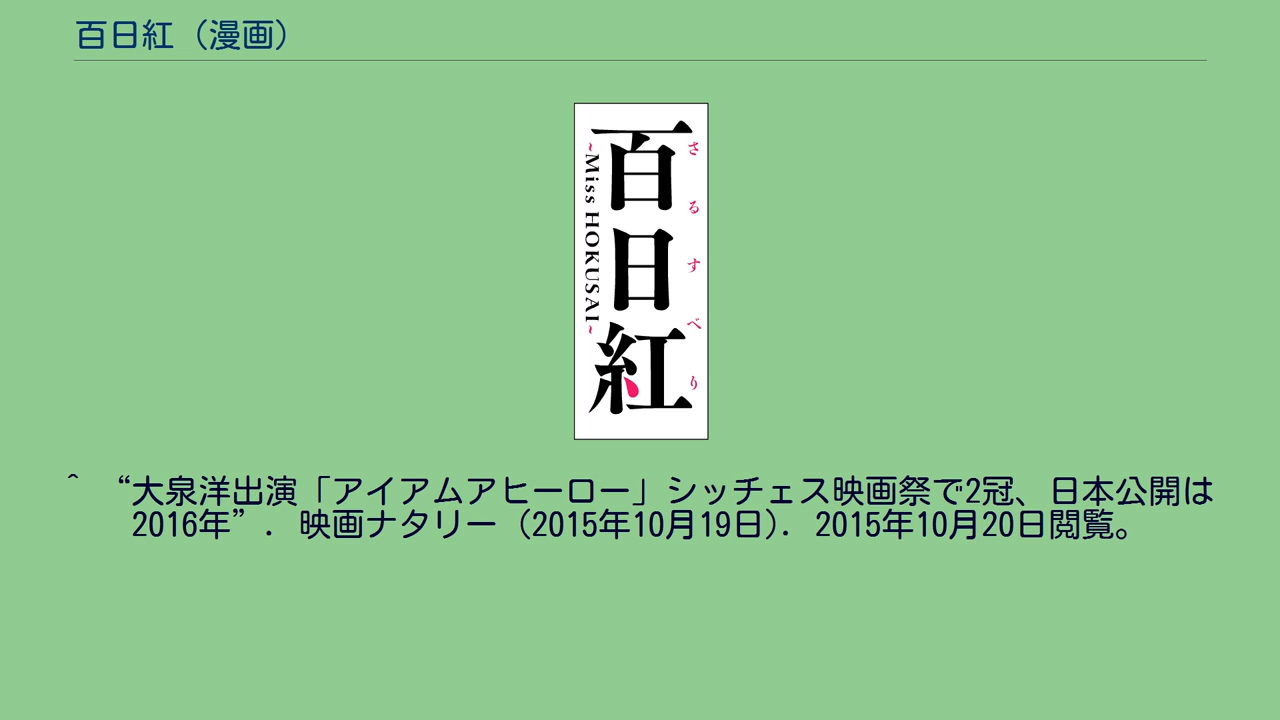 百日紅（漫画）
百日紅
さるすべり
~Miss HOKUSAI~
^ “大泉洋出演「アイアムアヒーロー」シッチェス映画祭で2冠、日本公開は
2016年”. 映画ナタリー（2015年10月19日）. 2015年10月20日閲覧。